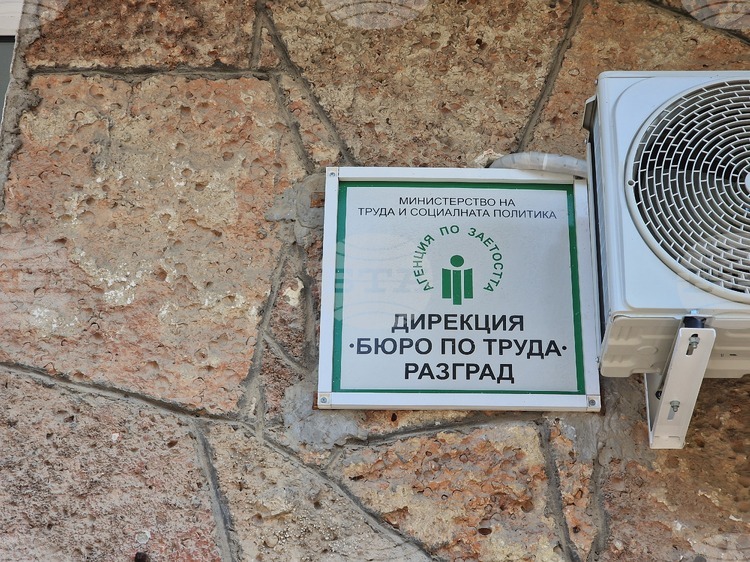 МИНИСТЕРСТВО НА
ТРУДА И СОЦИАЛНАТА ПОЛИТИКА
АГЕНЦИЯ ПО ЗАЕТОСТТА
ДИРЕКЦИЯ
·БЮРО ПО ТРУДА·
РАЗГРАД